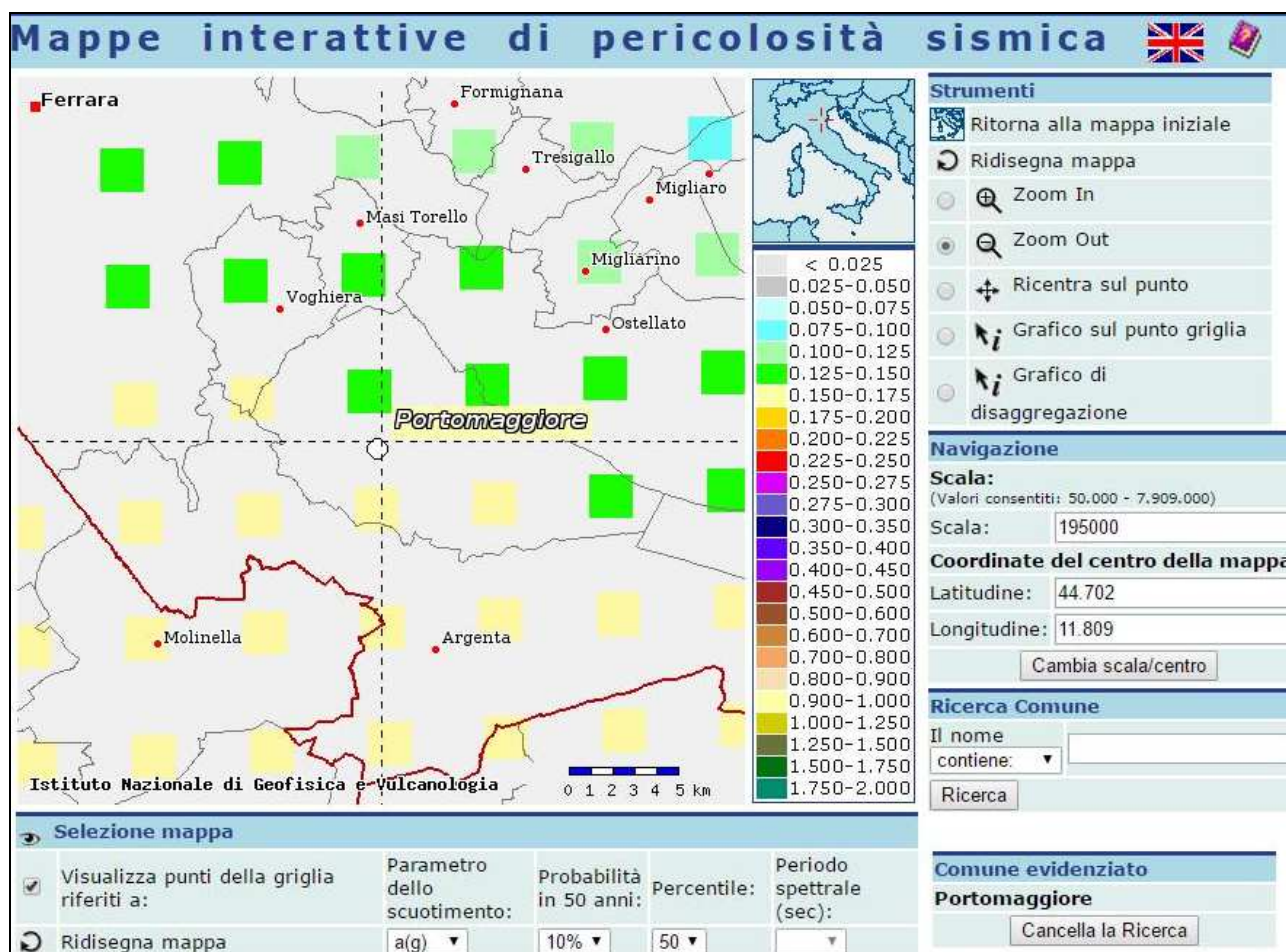 Mappe interattive di pericolosità sismica
Ferrara
Formignana
Tresigallo
Migliaro
Masi Torello
Migliarino
Voghiera
Ostellato
Portomaggiore
Molinella
Argenta
Istituto Nazionale di Geofisica e Vulcanologia
0 1 2 3 4 5 km
< 0.025
0.025-0.050
0.050-0.075
0.075-0.100
0.100-0.125
0.125-0.150
0.150-0.175
0.175-0.200
0.200-0.225
0.225-0.250
0.250-0.275
0.275-0.300
0.300-0.350
0.350-0.400
0.400-0.450
0.450-0.500
0.500-0.600
0.600-0.700
0.700-0.800
0.800-0.900
0.900-1.000
1.000-1.250
1.250-1.500
1.500-1.750
1.750-2.000
Strumenti
Ritorna alla mappa iniziale
Ridisegna mappa
Zoom In
Zoom Out
Ricentra sul punto
Grafico sul punto griglia
Grafico di
disaggregazione
Navigazione
Scala:
(Valori consentiti: 50.000 - 7.909.000)
Scala: 195000
Coordinate del centro della mappa
Latitudine: 44.702
Longitudine: 11.809
Cambia scala/centro
Ricerca Comune
Il nome
contiene:
Ricerca
Selezione mappa
Visualizza punti della griglia
riferiti a:
Parametro
dello
scuotimento:
Probabilità
in 50 anni:
Percentile:
Periodo
spettrale
(sec):
Ridisegna mappa a(g) 10% 50
Comune evidenziato
Portomaggiore
Cancella la Ricerca